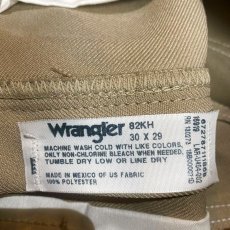 Wrangler 82KH
30 X 29
MACHINE WASH COLD WITH LIKE COLORS,
ONLY NON-CHLORINE BLEACH WHEN NEEDED,
TUMBLE DRY LOW OR LINE DRY
MADE IN MEXICO OF US FABRIC
100% POLYESTER